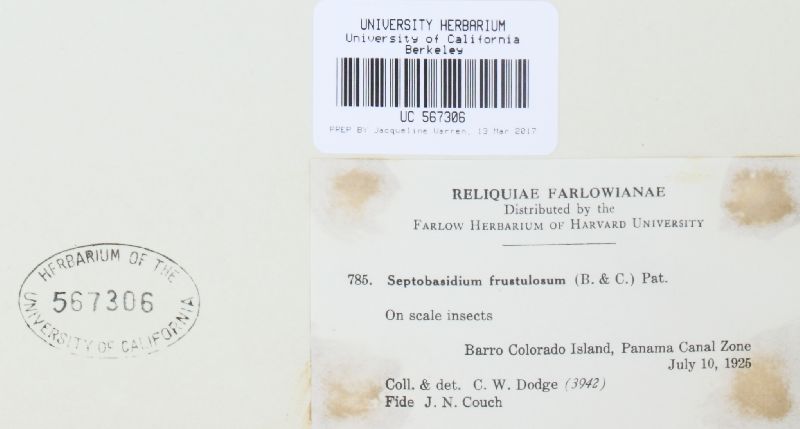 UNIVERSITY HERBARIUM
University of California
Berkeley
UC 567306
PREP BY Jacqueline Warren, 13 Mar 2017
RELIQUIAE FARLOWIANAE
Distributed by the
FARLOW HERBARIUM OF HARVARD UNIVERSITY
785. Septobasidium frustulosum (B. & C.) Pat.
On scale insects
Barro Colorado Island, Panama Canal Zone
July 10, 1925
Coll. & det. C. W. Dodge (3942)
Fide J. N. Couch
HERBARIUM OF THE
567306
UNIVERSITY OF CALIFORNIA